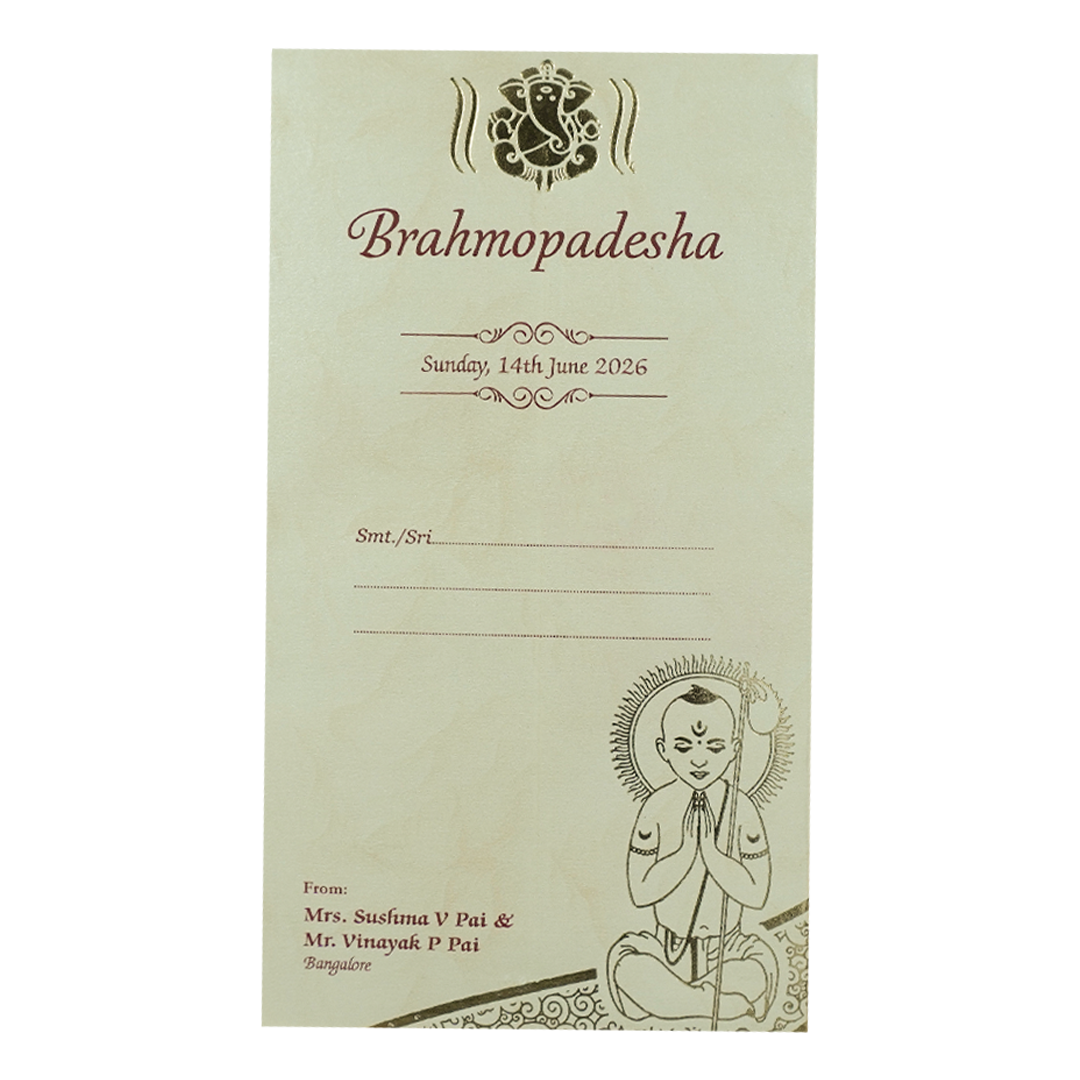 Brahmopadesha
Sunday, 14th June 2026
Smt./Sri
From:
Mrs. Sushma V Pai &
Mr. Vinayak P Pai
Bangalore